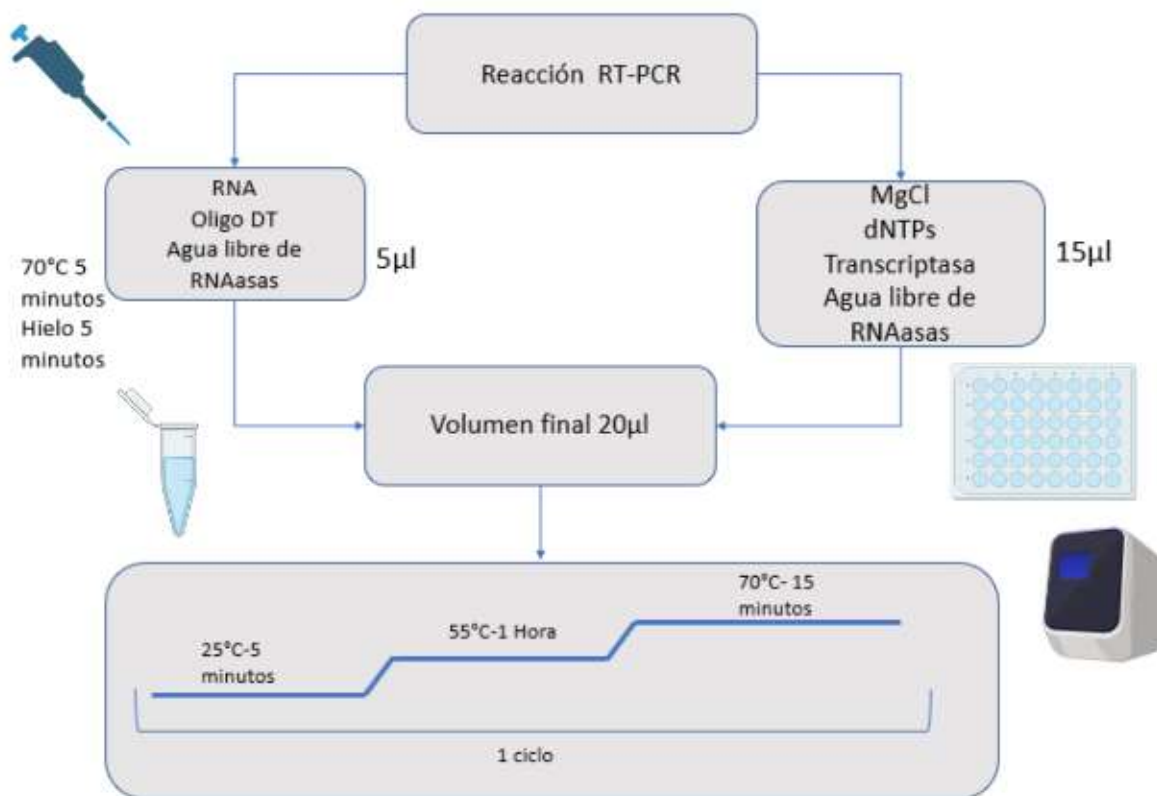 Reacción RT-PCR
RNA
Oligo DT
Agua libre de
RNAasas
5µl
70°C 5
minutos
Hielo 5
minutos
MgCl
dNTPs
Transcriptasa
Agua libre de
RNAasas
15µl
Volumen final 20µl
25°C-5
minutos
55°C-1 Hora
70°C- 15
minutos
1 ciclo